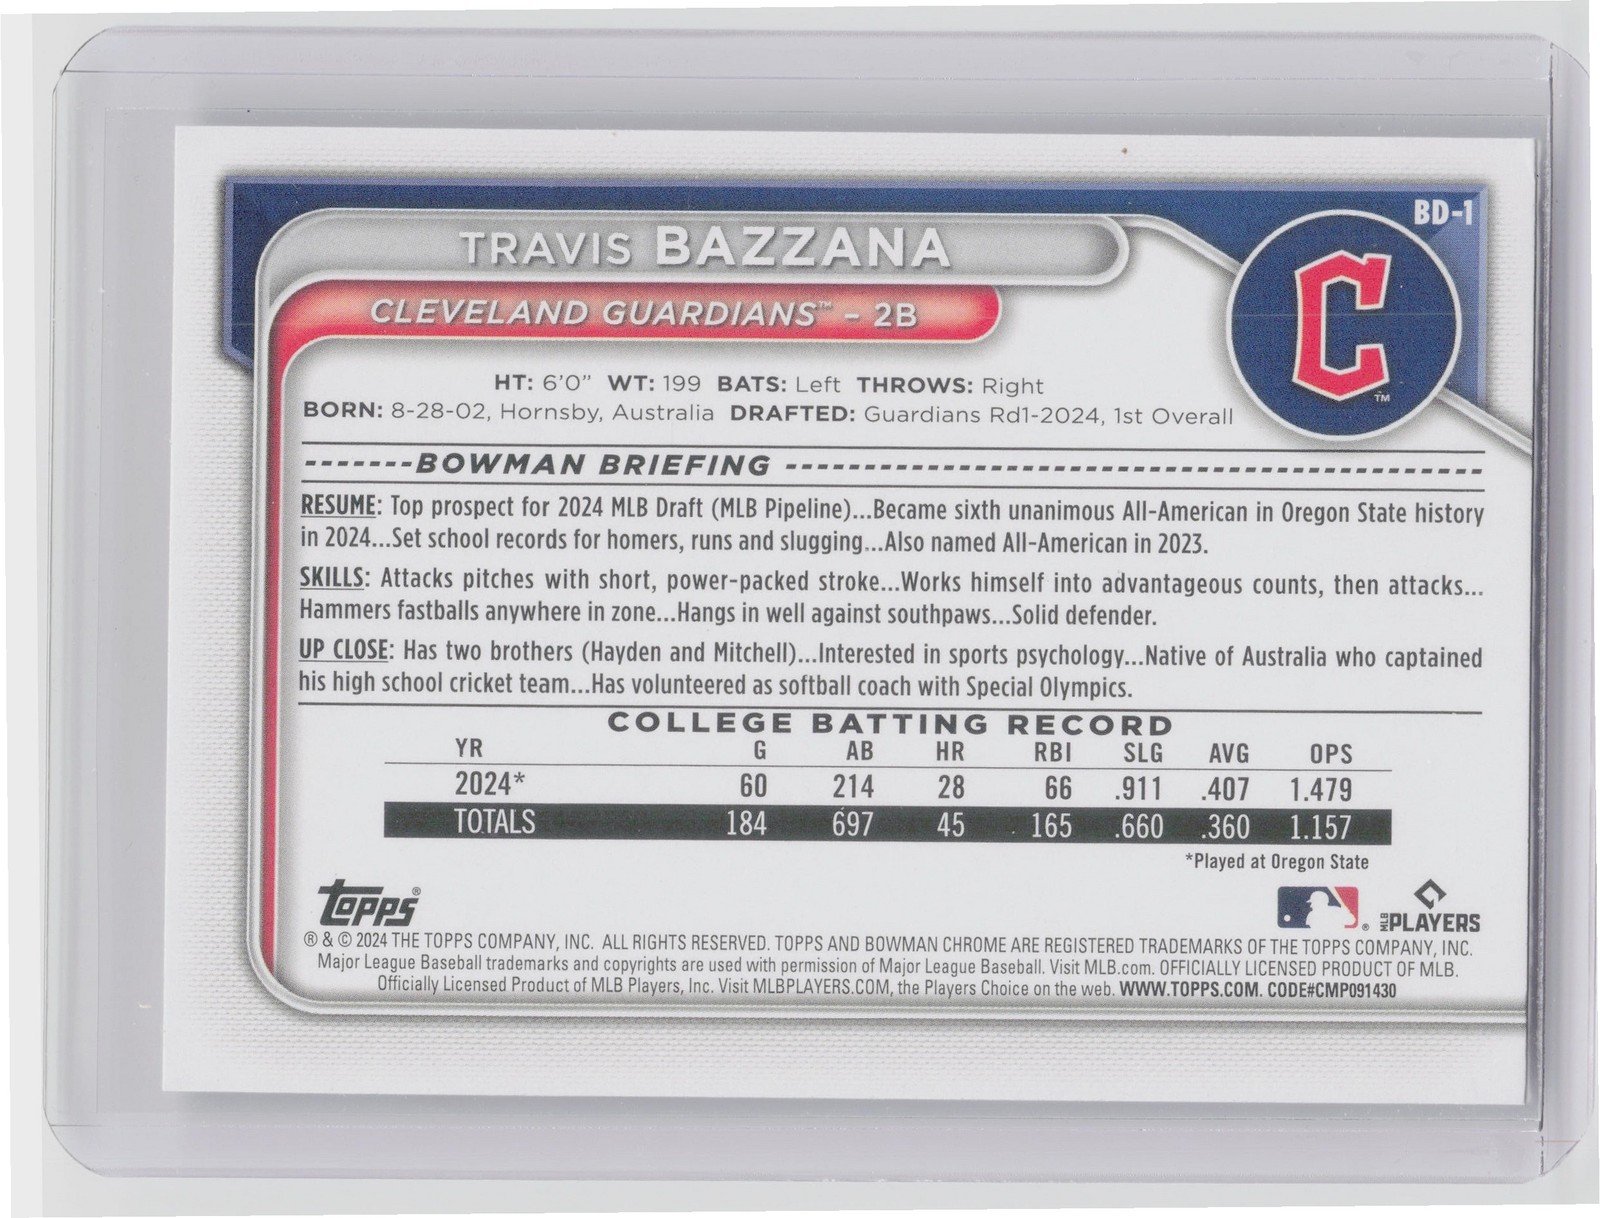 BD-1
TRAVIS BAZZANA
CLEVELAND GUARDIANS™ - 2B
C
™
HT: 6'0" WT: 199 BATS: Left THROWS: Right
BORN: 8-28-02, Hornsby, Australia DRAFTED: Guardians Rd1-2024, 1st Overall
BOWMAN BRIEFING
RESUME: Top prospect for 2024 MLB Draft (MLB Pipeline)...Became sixth unanimous All-American in Oregon State history
in 2024...Set school records for homers, runs and slugging...Also named All-American in 2023.
SKILLS: Attacks pitches with short, power-packed stroke...Works himself into advantageous counts, then attacks...
Hammers fastballs anywhere in zone...Hangs in well against southpaws...Solid defender.
UP CLOSE: Has two brothers (Hayden and Mitchell)...Interested in sports psychology...Native of Australia who captained
his high school cricket team...Has volunteered as softball coach with Special Olympics.
COLLEGE BATTING RECORD
YR G AB HR RBI SLG AVG OPS
2024* 60 214 28 66 .911 .407 1.479
TOTALS 184 697 45 165 .660 .360 1.157
*Played at Oregon State
Topps®
® MLB PLAYERS
® & © 2024 THE TOPPS COMPANY, INC. ALL RIGHTS RESERVED. TOPPS AND BOWMAN CHROME ARE REGISTERED TRADEMARKS OF THE TOPPS COMPANY, INC.
Major League Baseball trademarks and copyrights are used with permission of Major League Baseball. Visit MLB.com. OFFICIALLY LICENSED PRODUCT OF MLB.
Officially Licensed Product of MLB Players, Inc. Visit MLBPLAYERS.COM, the Players Choice on the web. WWW.TOPPS.COM. CODE#CMP091430